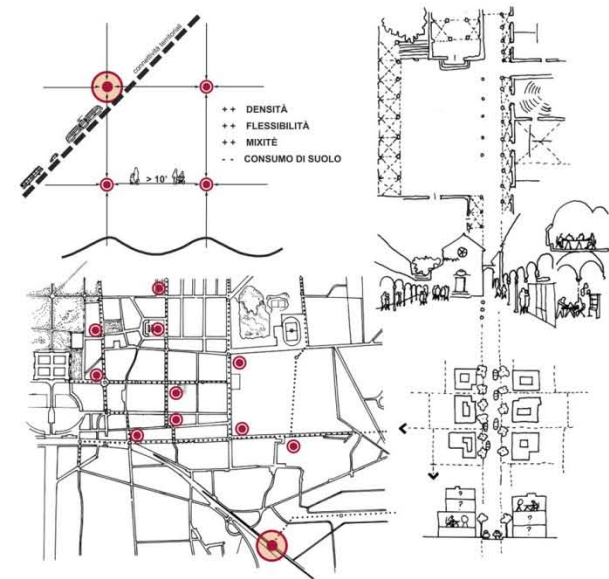 connettività territoriale
++ DENSITÀ
++ FLESSIBILITÀ
++ MIXITÈ
-- CONSUMO DI SUOLO
> 10'
? ?
? ?